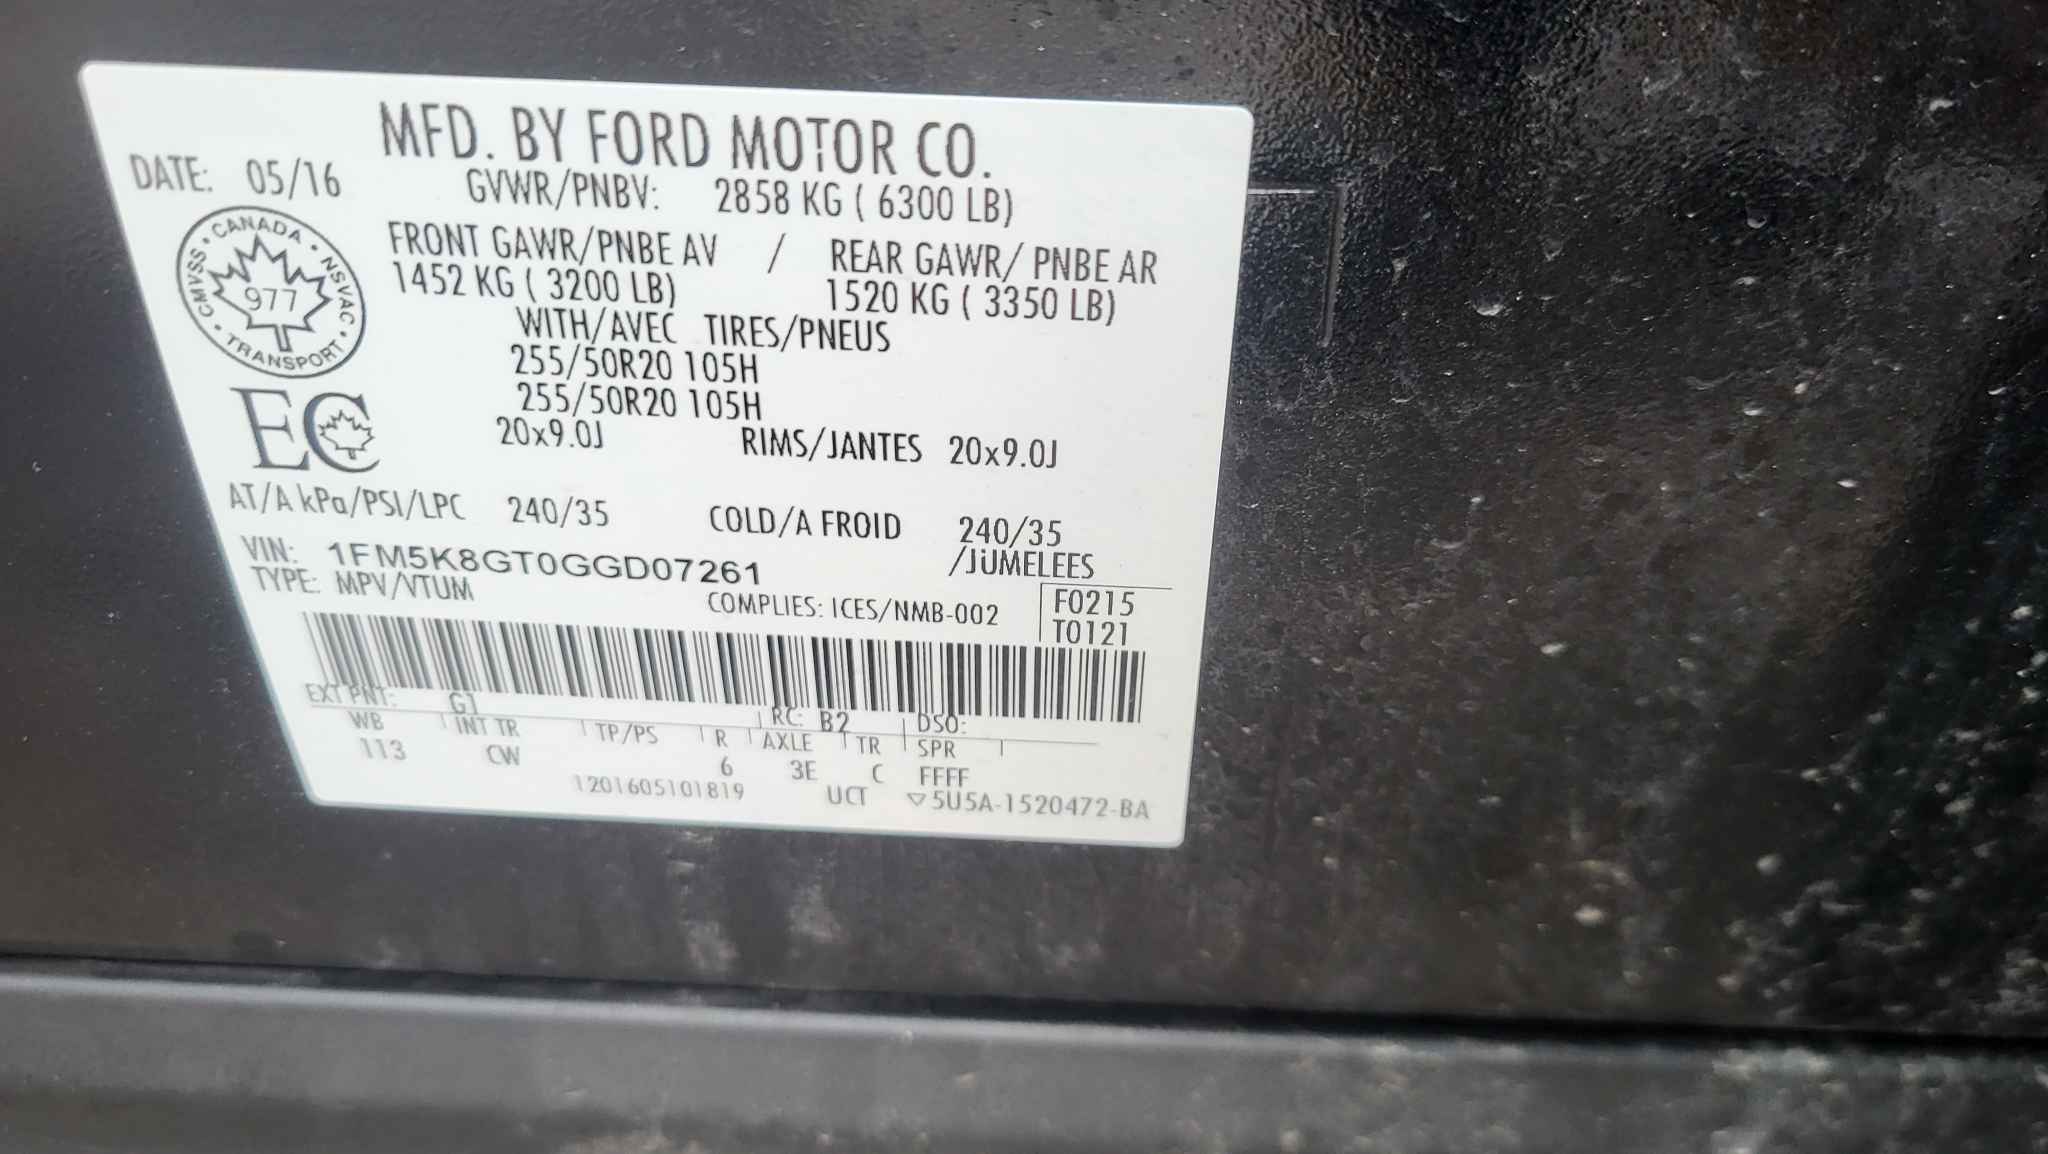 MFD. BY FORD MOTOR CO.
DATE: 05/16
GVWR/PNBV: 2858 KG ( 6300 LB)
CANADA • NSVAC • TRANSPORT • CMVSS •
977
FRONT GAWR/PNBE AV / REAR GAWR/ PNBE AR
1452 KG ( 3200 LB) 1520 KG ( 3350 LB)
WITH/AVEC TIRES/PNEUS
255/50R20 105H
255/50R20 105H
EC
20x9.0J RIMS/JANTES 20x9.0J
AT/A kPa/PSI/LPC 240/35 COLD/A FROID 240/35
VIN: 1FM5K8GT0GGD07261 /JUMELEES
TYPE: MPV/VTUM
COMPLIES: ICES/NMB-002
F0215
T0121
EXT PNT: G1 RC: B2 DSO:
WB INT TR TP/PS R AXLE TR SPR
113 CW 6 3E C FFFF
1201605101819 UCT ▽5U5A-1520472-BA